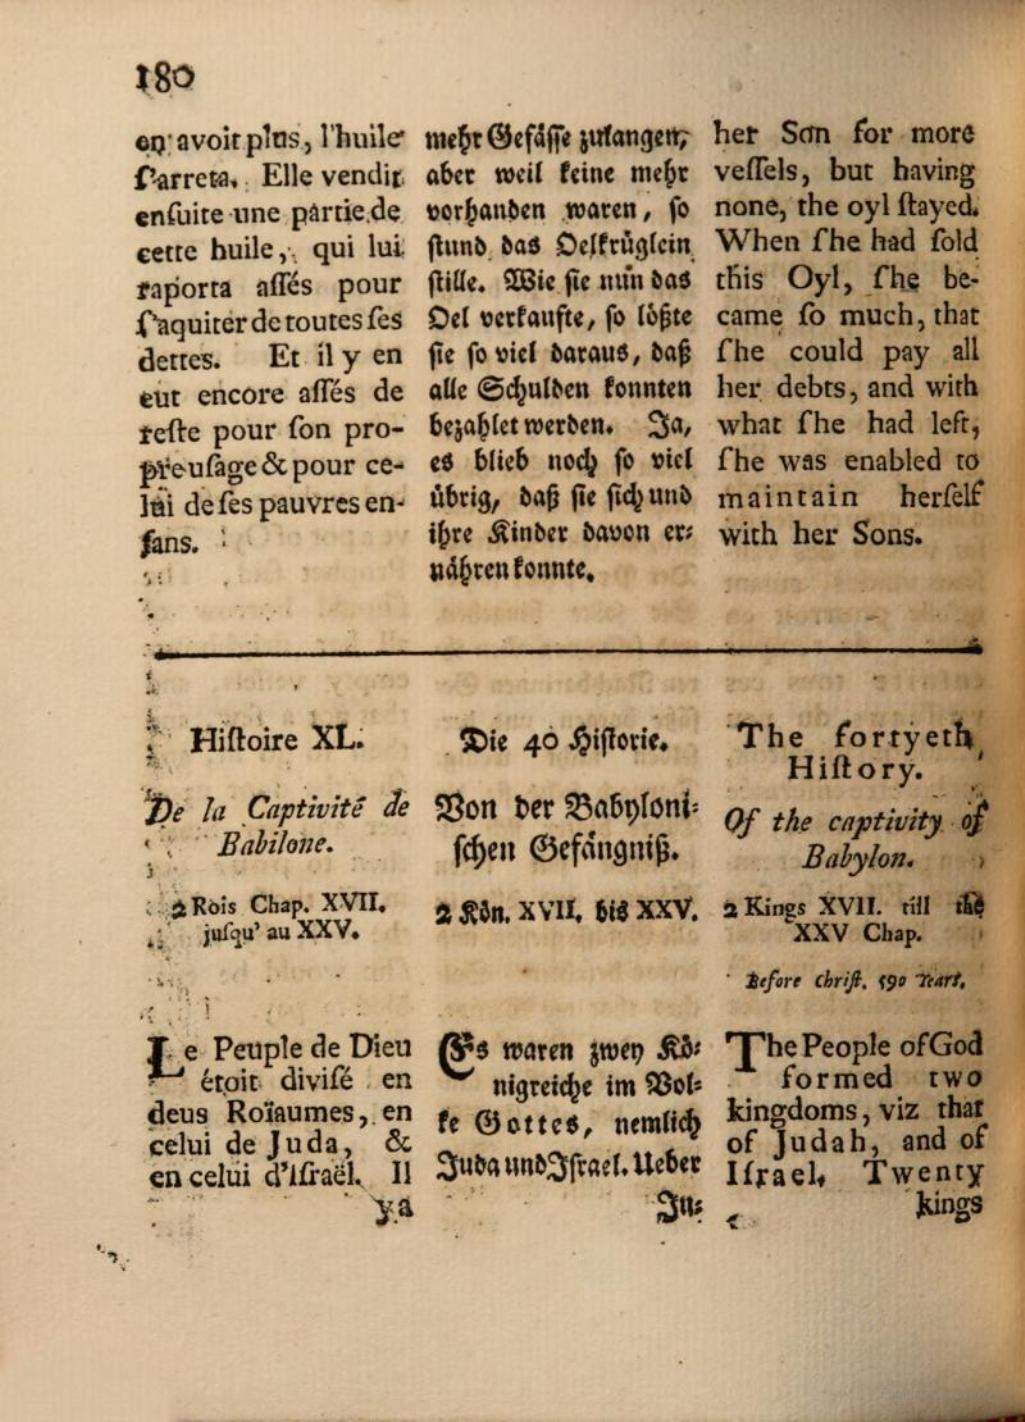 180
en avoit plus, l'huile
ſ'arreta. Elle vendit
enſuite une partie de
cette huile, qui lui
raporta aſſés pour
ſ'aquiter de toutes ſes
dettes. Et il y en
eut encore aſſés de
reſte pour ſon pro-
pre uſage & pour ce-
lui de ſes pauvres en-
fans.
mehr Gefäſſe zulangen,
aber weil keine mehr
vorhanden waren, ſo
ſtund das Oelkrüglein
ſtille. Wie ſie nun das
Oel verkaufte, ſo lößte
ſie ſo viel daraus, daß
alle Schulden konnten
bezahlet werden. Ja,
es blieb noch ſo viel
übrig, daß ſie ſich und
ihre Kinder davon er-
nähren konnte.
her Son for more
veſſels, but having
none, the oyl ſtayed.
When ſhe had ſold
this Oyl, ſhe be-
came ſo much, that
ſhe could pay all
her debts, and with
what ſhe had left,
ſhe was enabled to
maintain herſelf
with her Sons.
Hiſtoire XL.
De la Captivité de
Babilone.
2 Rois Chap. XVII.
juſqu' au XXV.
Le Peuple de Dieu
étoit diviſé en
deus Roïaumes, en
celui de Juda, &
en celui d'Iſraël. Il
y a
Die 40 Hiſtorie.
Von der Babyloni-
ſchen Gefängniß.
2 Kön. XVII. bis XXV.
Es waren zwey Kö-
nigreiche im Vol-
ke Gottes, nemlich
Juda und Iſrael. Ueber
Ju-
The fortyeth
Hiſtory.
Of the captivity of
Babylon.
2 Kings XVII. till the
XXV Chap.
Before Chriſt. 590 Years.
The People of God
formed two
kingdoms, viz that
of Judah, and of
Iſrael. Twenty
kings